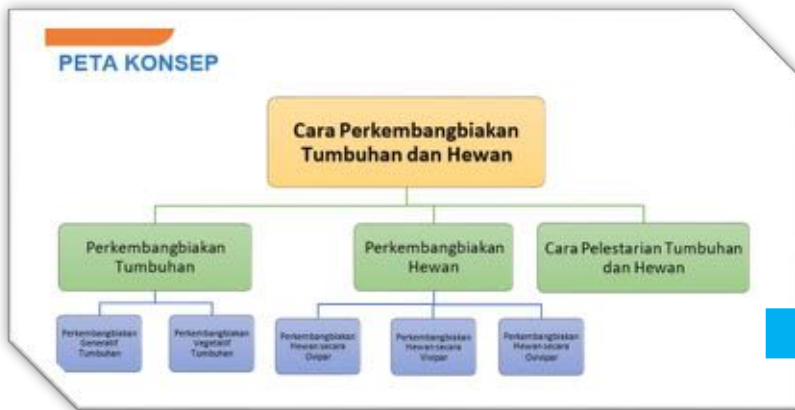 PETA KONSEP
Cara Perkembangbiakan
Tumbuhan dan Hewan
Perkembangbiakan
Tumbuhan
Perkembangbiakan
Hewan
Cara Pelestarian Tumbuhan
dan Hewan
Perkembangbiakan
Generatif
Tumbuhan
Perkembangbiakan
Vegetatif
Tumbuhan
Perkembangbiakan
Hewan secara
Ovipar
Perkembangbiakan
Hewan secara
Vivipar
Perkembangbiakan
Hewan secara
Ovovipar